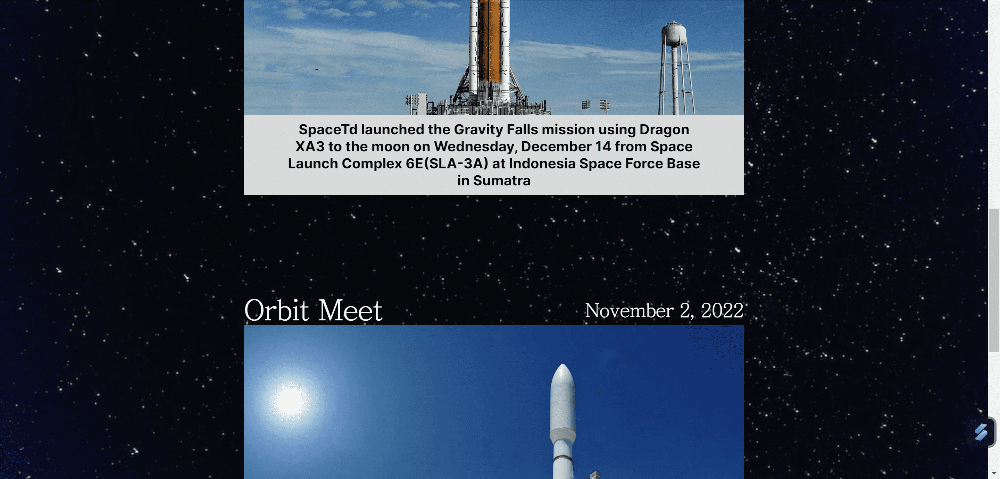 SpaceTd launched the Gravity Falls mission using Dragon
XA3 to the moon on Wednesday, December 14 from Space
Launch Complex 6E(SLA-3A) at Indonesia Space Force Base
in Sumatra
Orbit Meet
November 2, 2022